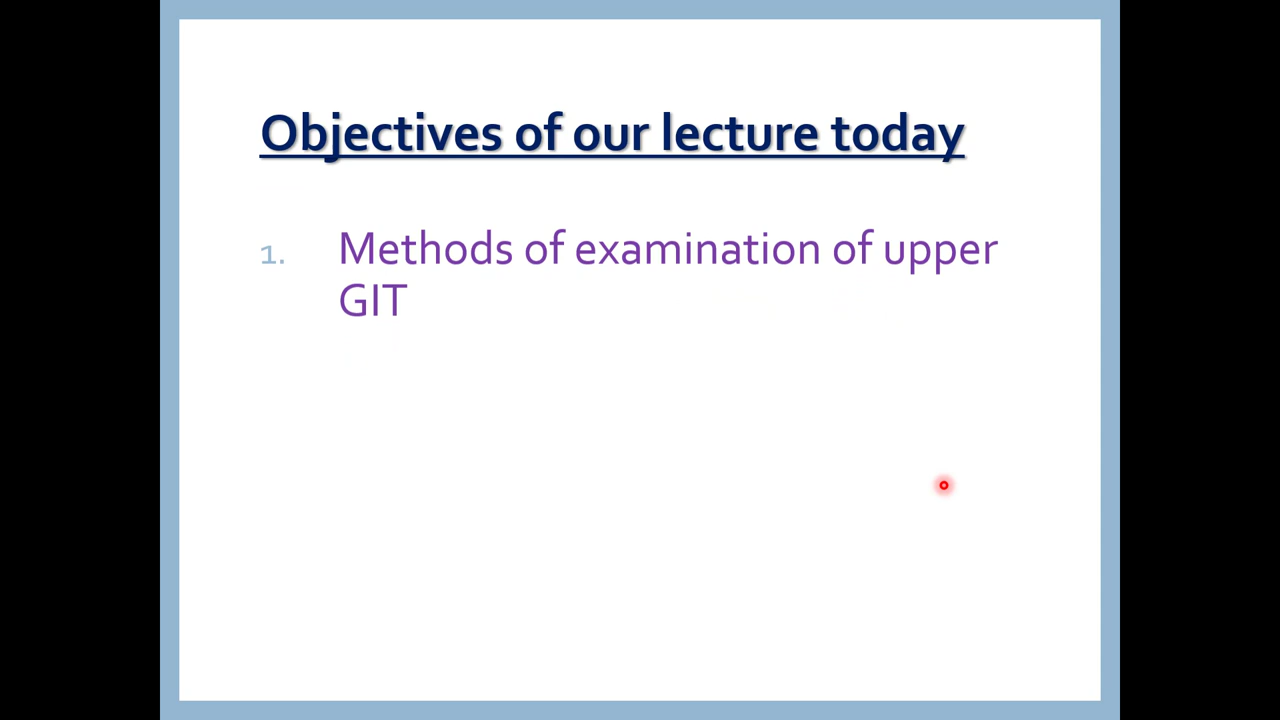 Objectives of our lecture today
1. Methods of examination of upper
GIT